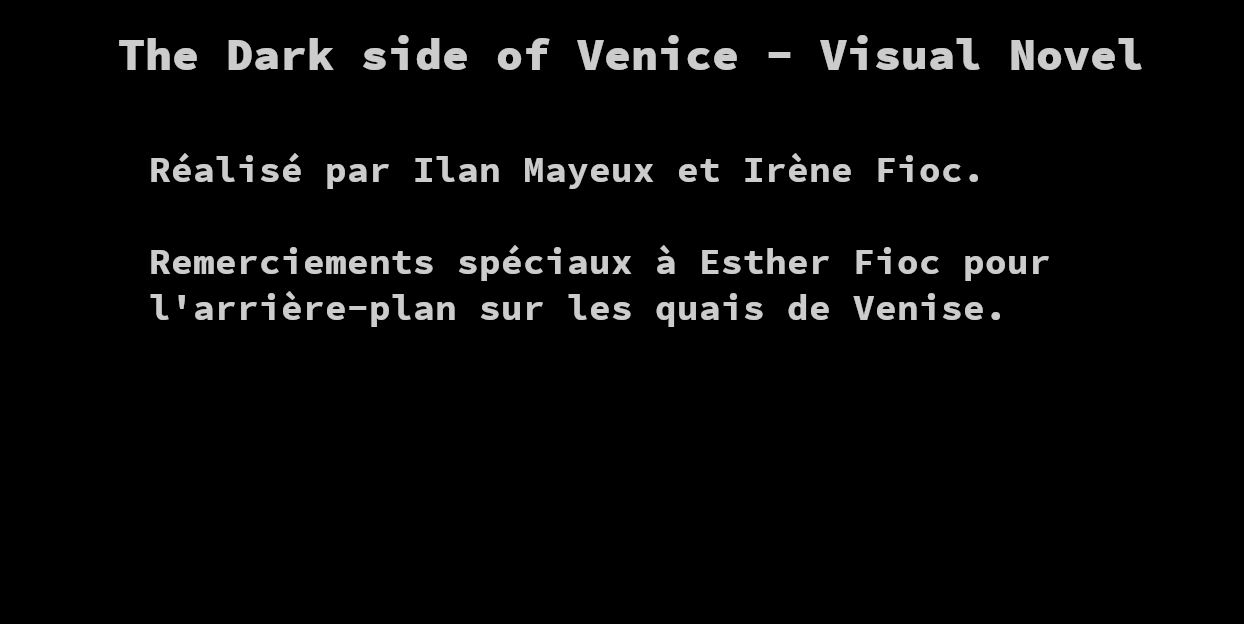 The Dark side of Venice - Visual Novel
Réalisé par Ilan Mayeux et Irène Fioc.
Remerciements spéciaux à Esther Fioc pour
l'arrière-plan sur les quais de Venise.